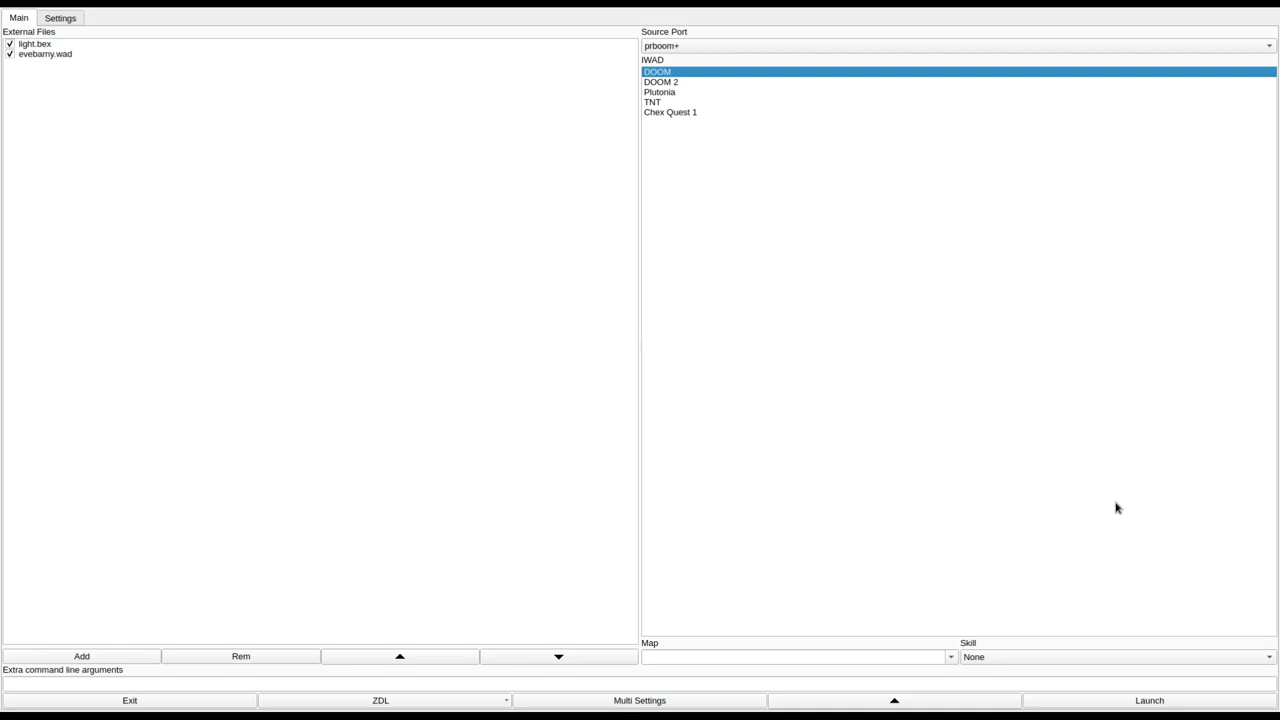 Main Settings
External Files
light.bex
evebarny.wad
Source Port
prboom+
IWAD
DOOM
DOOM 2
Plutonia
TNT
Chex Quest 1
Add Rem
Map Skill
None
Extra command line arguments
Exit ZDL Multi Settings Launch